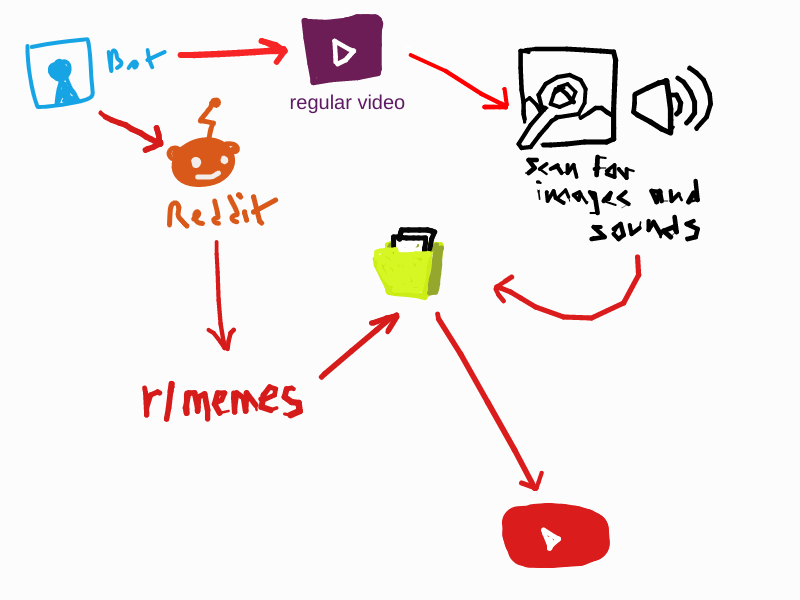 Bot
regular video
scan for
images and
sounds
Reddit
r/memes